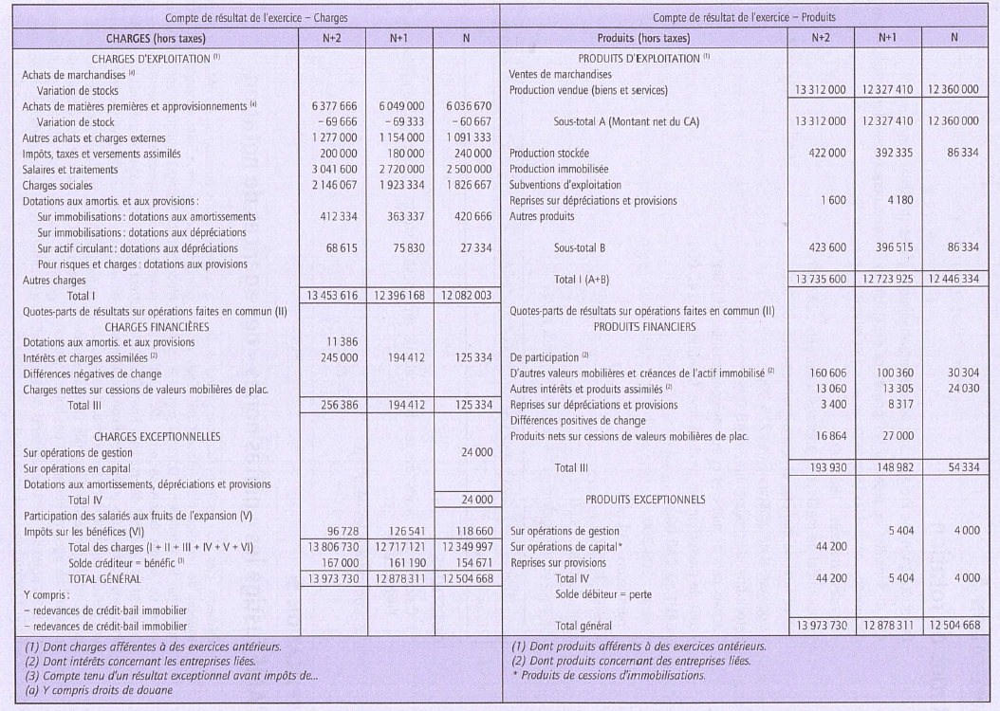 Compte de résultat de l'exercice – Charges
CHARGES (hors taxes) N+2 N+1 N
CHARGES D'EXPLOITATION (1)
Achats de marchandises (a)
Variation de stocks
Achats de matières premières et approvisionnements (a) 6 377 666 6 049 000 6 036 670
Variation de stock – 69 666 – 69 333 – 60 667
Autres achats et charges externes 1 277 000 1 154 000 1 091 333
Impôts, taxes et versements assimilés 200 000 180 000 240 000
Salaires et traitements 3 041 600 2 720 000 2 500 000
Charges sociales 2 146 067 1 923 334 1 826 667
Dotations aux amortis. et aux provisions :
Sur immobilisations : dotations aux amortissements 412 334 363 337 420 666
Sur immobilisations : dotations aux dépréciations
Sur actif circulant : dotations aux dépréciations 68 615 75 830 27 334
Pour risques et charges : dotations aux provisions
Autres charges
Total I 13 453 616 12 396 168 12 082 003
Quotes-parts de résultats sur opérations faites en commun (II)
CHARGES FINANCIÈRES
Dotations aux amortis. et aux provisions 11 386
Intérêts et charges assimilées (2) 245 000 194 412 125 334
Différences négatives de change
Charges nettes sur cessions de valeurs mobilières de plac.
Total III 256 386 194 412 125 334
CHARGES EXCEPTIONNELLES
Sur opérations de gestion 24 000
Sur opérations en capital
Dotations aux amortissements, dépréciations et provisions
Total IV 24 000
Participation des salariés aux fruits de l'expansion (V)
Impôts sur les bénéfices (VI) 96 728 126 541 118 660
Total des charges (I + II + III + IV + V + VI) 13 806 730 12 717 121 12 349 997
Solde créditeur = bénéfic (3) 167 000 161 190 154 671
TOTAL GÉNÉRAL 13 973 730 12 878 311 12 504 668
Y compris :
– redevances de crédit-bail immobilier
– redevances de crédit-bail immobilier
(1) Dont charges afférentes à des exercices antérieurs.
(2) Dont intérêts concernant les entreprises liées.
(3) Compte tenu d'un résultat exceptionnel avant impôts de...
(a) Y compris droits de douane
Compte de résultat de l'exercice – Produits
Produits (hors taxes) N+2 N+1 N
PRODUITS D'EXPLOITATION (1)
Ventes de marchandises
Production vendue (biens et services) 13 312 000 12 327 410 12 360 000
Sous-total A (Montant net du CA) 13 312 000 12 327 410 12 360 000
Production stockée 422 000 392 335 86 334
Production immobilisée
Subventions d'exploitation
Reprises sur dépréciations et provisions 1 600 4 180
Autres produits
Sous-total B 423 600 396 515 86 334
Total I (A+B) 13 735 600 12 723 925 12 446 334
Quotes-parts de résultats sur opérations faites en commun (II)
PRODUITS FINANCIERS
De participation (2)
D'autres valeurs mobilières et créances de l'actif immobilisé (2) 160 606 100 360 30 304
Autres intérêts et produits assimilés (2) 13 060 13 305 24 030
Reprises sur dépréciations et provisions 3 400 8 317
Différences positives de change
Produits nets sur cessions de valeurs mobilières de plac. 16 864 27 000
Total III 193 930 148 982 54 334
PRODUITS EXCEPTIONNELS
Sur opérations de gestion 5 404 4 000
Sur opérations de capital* 44 200
Reprises sur provisions
Total IV 44 200 5 404 4 000
Solde débiteur = perte
Total général 13 973 730 12 878 311 12 504 668
(1) Dont produits afférents à des exercices antérieurs.
(2) Dont produits concernant des entreprises liées.
* Produits de cessions d'immobilisations.